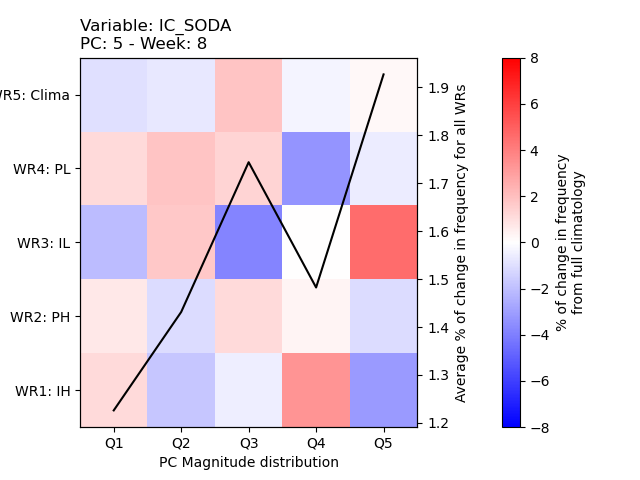 Variable: IC_SODA
PC: 5 - Week: 8
WR5: Clima
WR4: PL
WR3: IL
WR2: PH
WR1: IH
Q1 Q2 Q3 Q4 Q5
PC Magnitude distribution
1.9
1.8
1.7
1.6
1.5
1.4
1.3
1.2
Average % of change in frequency for all WRs
8
6
4
2
0
−2
−4
−6
−8
% of change in frequency
from full climatology